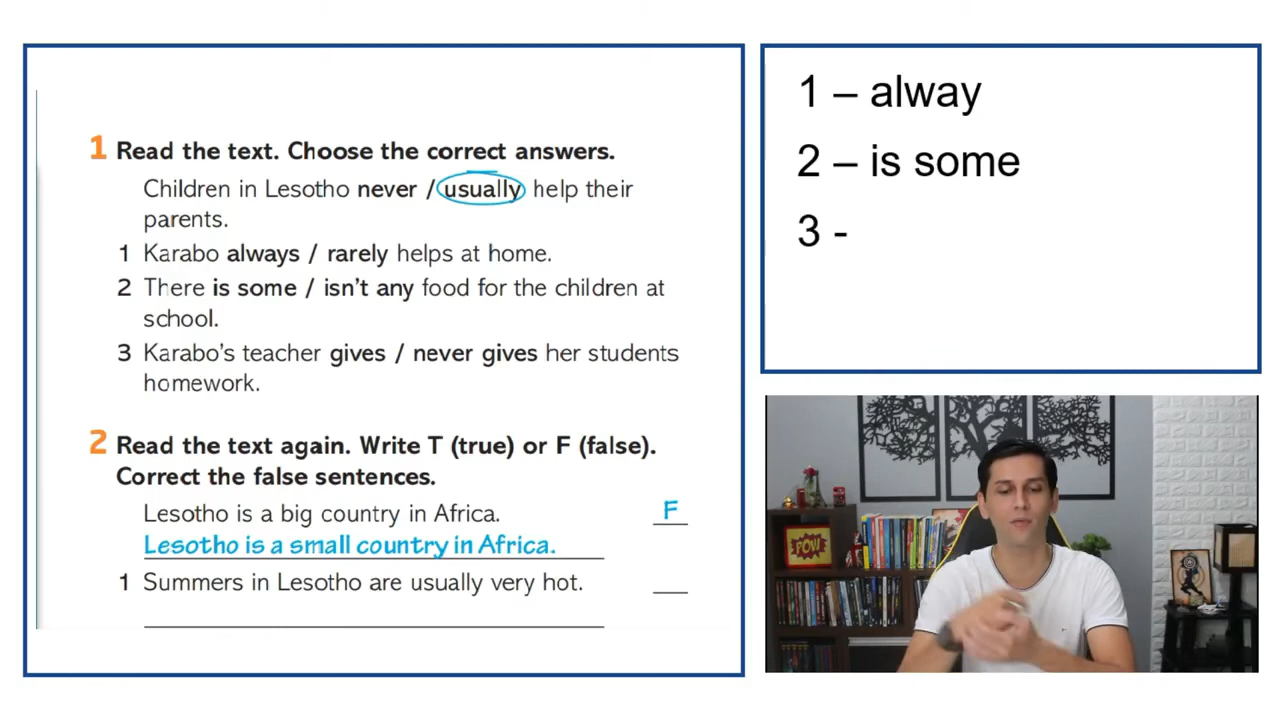 1 Read the text. Choose the correct answers.
Children in Lesotho never / usually help their
parents.
1 Karabo always / rarely helps at home.
2 There is some / isn't any food for the children at
school.
3 Karabo's teacher gives / never gives her students
homework.
2 Read the text again. Write T (true) or F (false).
Correct the false sentences.
Lesotho is a big country in Africa. F
Lesotho is a small country in Africa.
1 Summers in Lesotho are usually very hot.
1 – alway
2 – is some
3 -
POW!